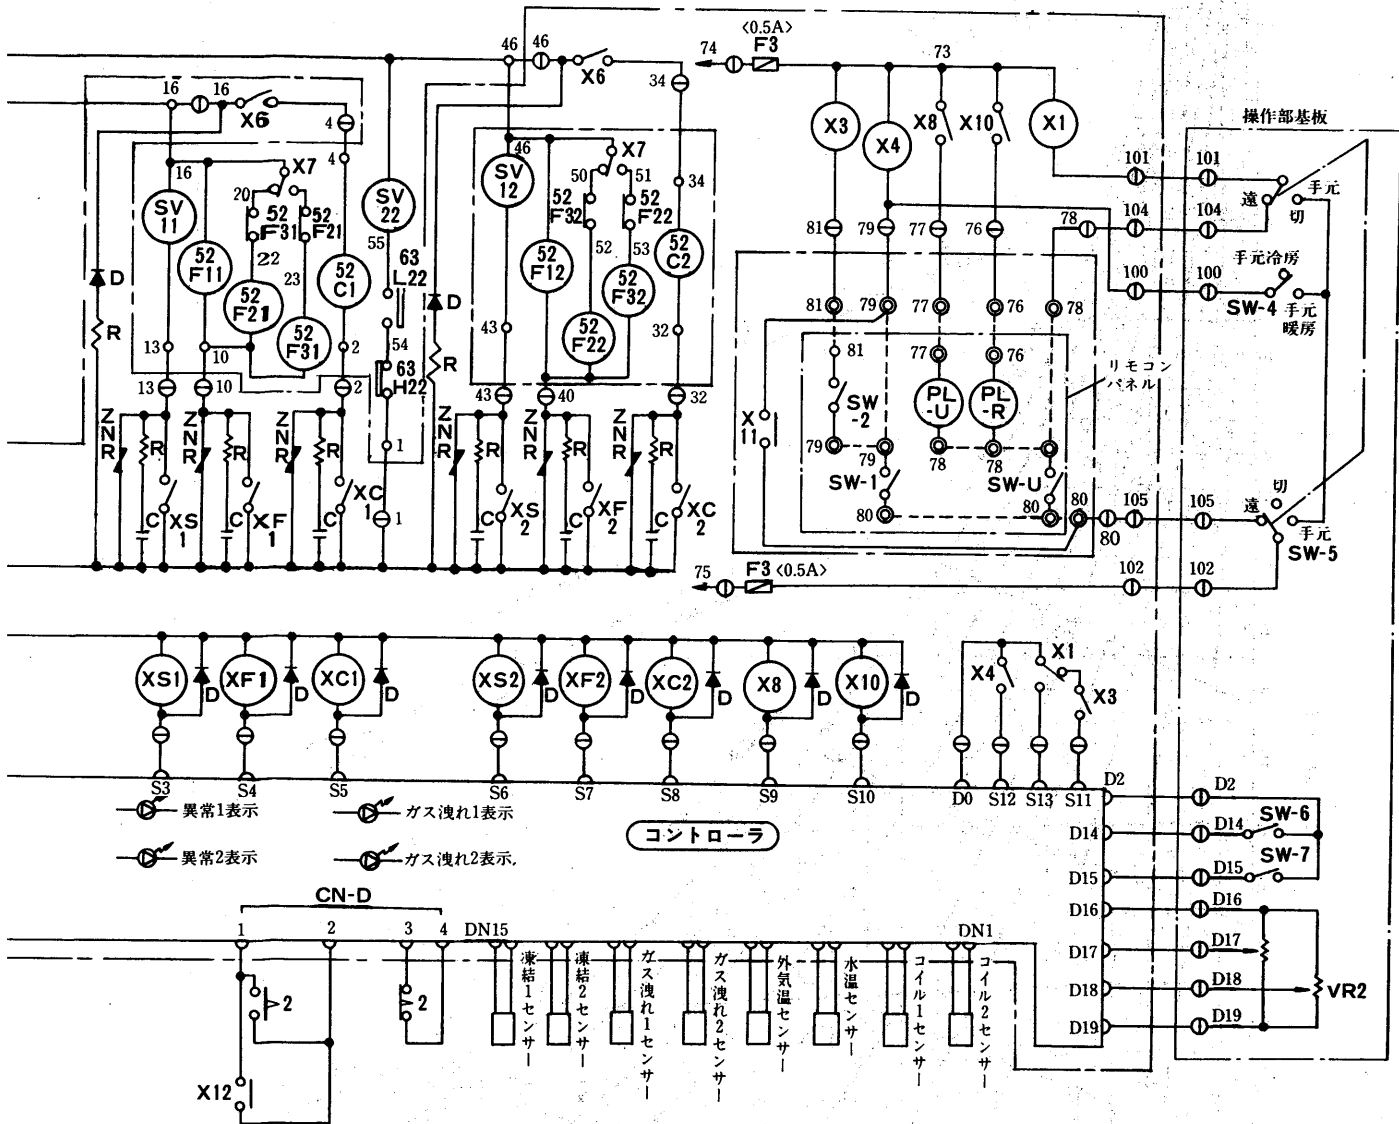 <0.5A>
F3
74
73
46
46
X6
34
16
16
X6
4
4
X3
X4
X8
X10
X1
操作部基板
101
101
手元
遠
切
16
20
X7
SV
11
52
F31
52
F21
22
23
52
F11
52
F21
52
F31
52
C1
SV
22
55
63
L22
54
63
H22
D
R
46
SV
12
50
X7
51
52
F32
52
F22
34
52
53
52
F12
52
F32
52
F22
52
C2
D
R
81
79
77
76
78
104
104
手元冷房
100
100
SW-4
手元
暖房
81
79
77
76
78
13
10
2
43
32
13
10
2
1
43
40
32
1
81
SW
-2
77
76
PL
-U
PL
-R
リモコン
パネル
X
11
79
79
78
78
SW-1
SW-U
80
80
80
80
105
105
遠
切
手元
SW-5
Z
N
R
R
C
XS
1
Z
N
R
R
C
XF
1
Z
N
R
R
C
XC
1
Z
N
R
R
C
XS
2
Z
N
R
R
C
XF
2
Z
N
R
R
C
XC
2
75
F3
<0.5A>
102
102
XS1
D
XF1
D
XC1
D
XS2
D
XF2
D
XC2
D
X8
D
X10
D
X4
X1
X3
S3
S4
S5
S6
S7
S8
S9
S10
D0
S12
S13
S11
D2
D2
異常1表示
ガス洩れ1表示
異常2表示
ガス洩れ2表示.
コントローラ
D14
D14
SW-6
D15
D15
SW-7
D16
D16
D17
D17
D18
D18
VR2
D19
D19
CN-D
1
2
3
4
DN15
DN1
2
2
X12
凍結1センサー
凍結2センサー
ガス洩れ1センサー
ガス洩れ2センサー
外気温センサー
水温センサー
コイル1センサー
コイル2センサー